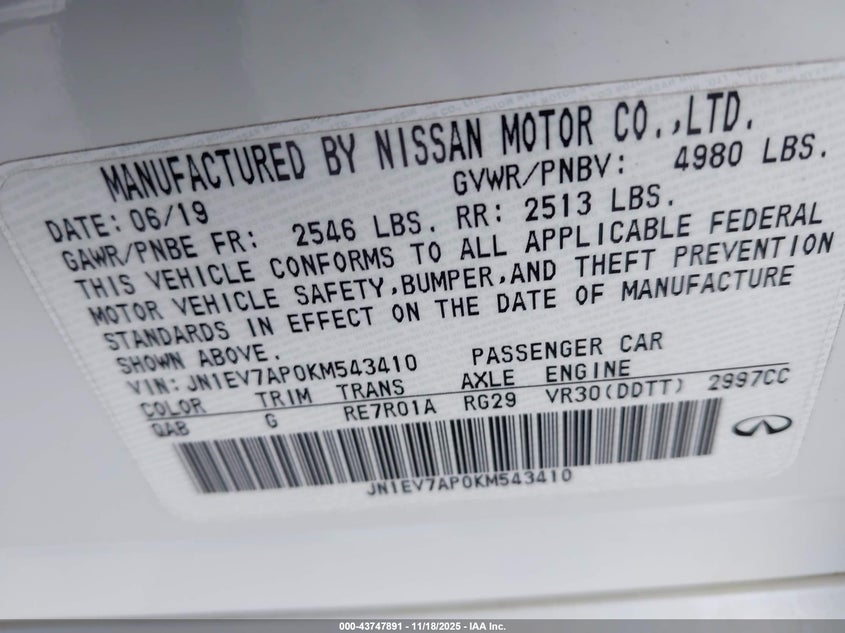 MANUFACTURED BY NISSAN MOTOR CO.,LTD.
DATE: 06/19 GVWR/PNBV: 4980 LBS.
GAWR/PNBE FR: 2546 LBS. RR: 2513 LBS.
THIS VEHICLE CONFORMS TO ALL APPLICABLE FEDERAL
MOTOR VEHICLE SAFETY,BUMPER,AND THEFT PREVENTION
STANDARDS IN EFFECT ON THE DATE OF MANUFACTURE
SHOWN ABOVE.
VIN: JN1EV7AP0KM543410 PASSENGER CAR
COLOR TRIM TRANS AXLE ENGINE
QAB G RE7R01A RG29 VR30(DDTT) 2997CC
JN1EV7AP0KM543410
000-43747891 - 11/18/2025 - IAA Inc.